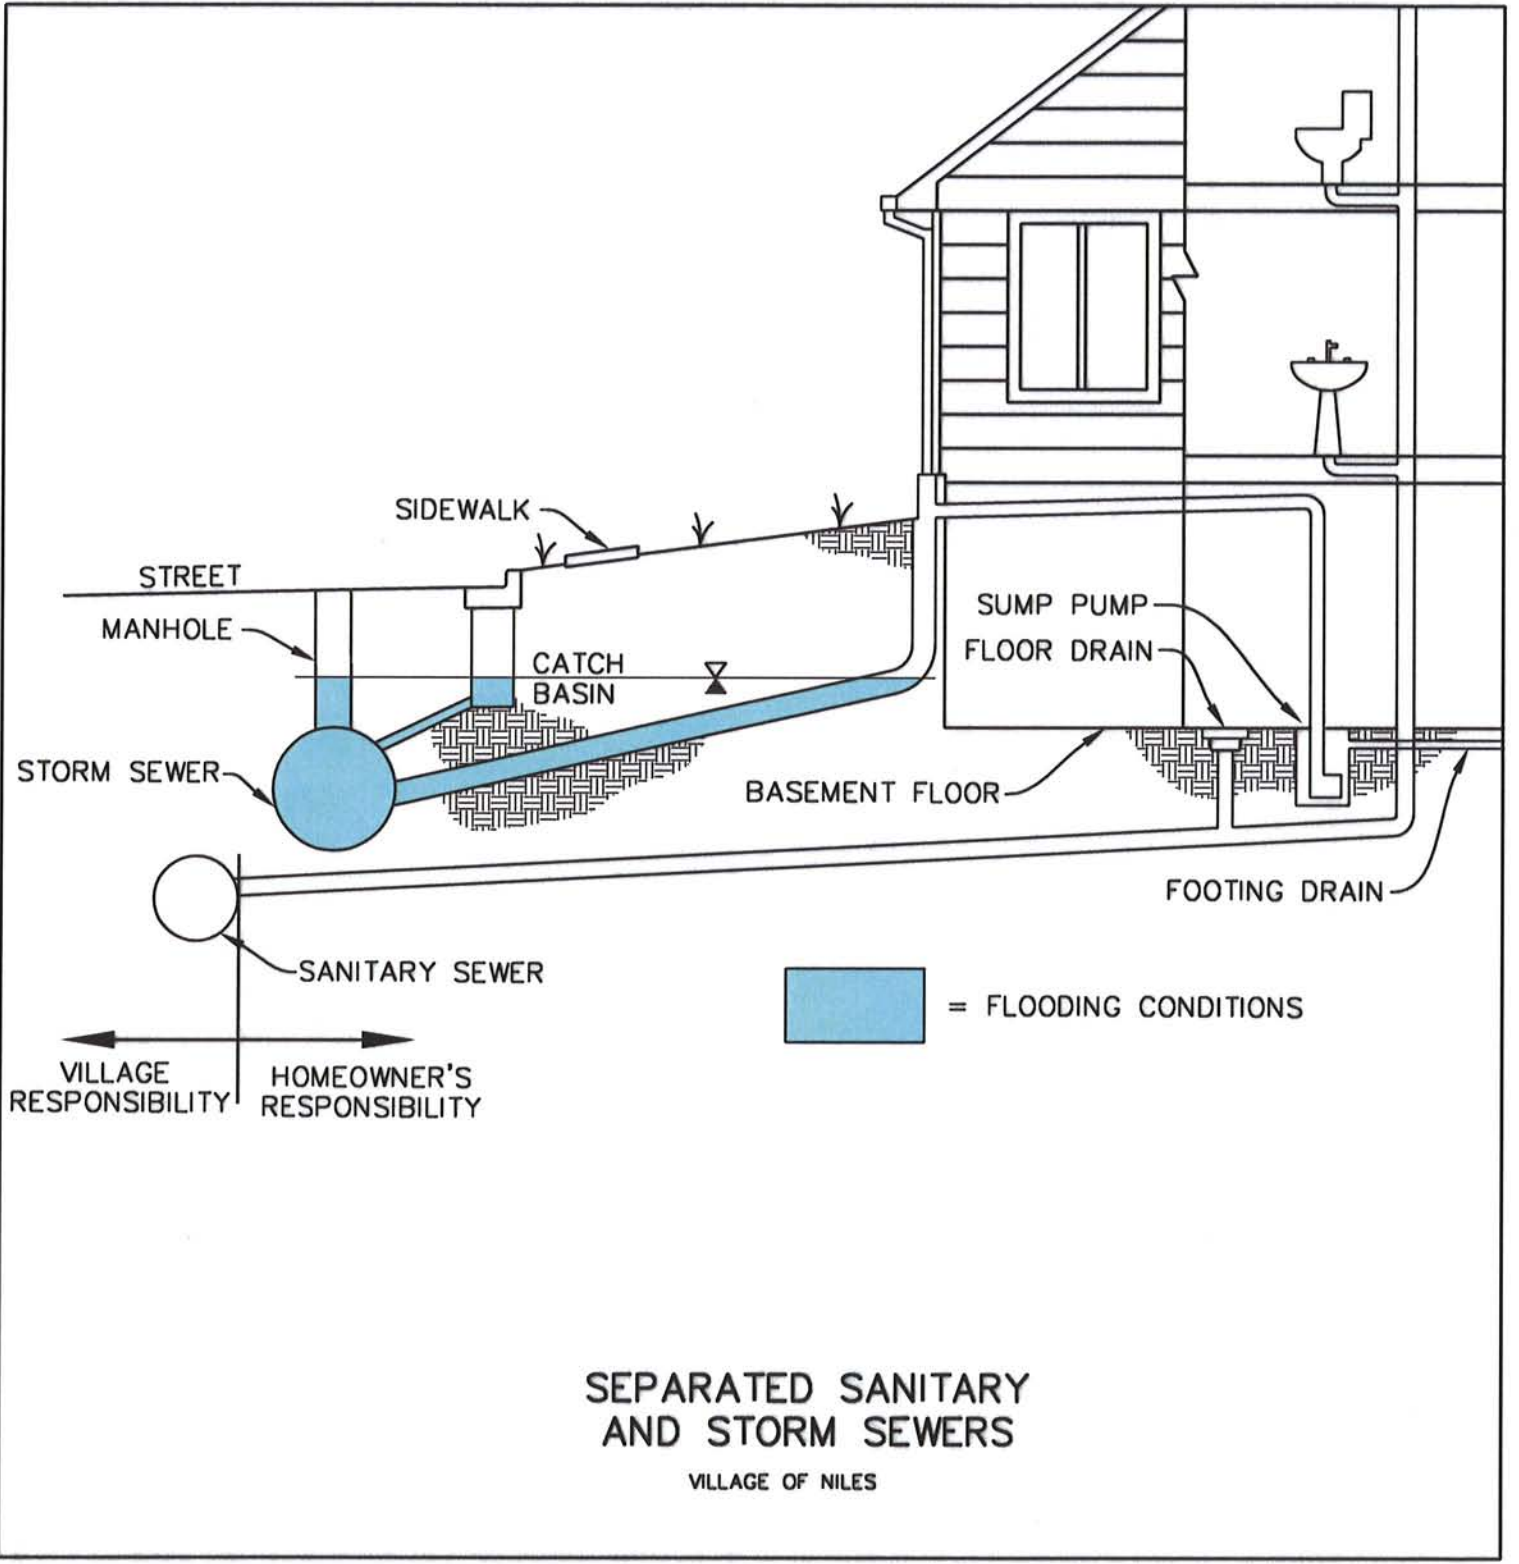 SIDEWALK
STREET
MANHOLE
SUMP PUMP
FLOOR DRAIN
CATCH
BASIN
STORM SEWER
BASEMENT FLOOR
FOOTING DRAIN
SANITARY SEWER
= FLOODING CONDITIONS
VILLAGE
RESPONSIBILITY
HOMEOWNER'S
RESPONSIBILITY
SEPARATED SANITARY
AND STORM SEWERS
VILLAGE OF NILES